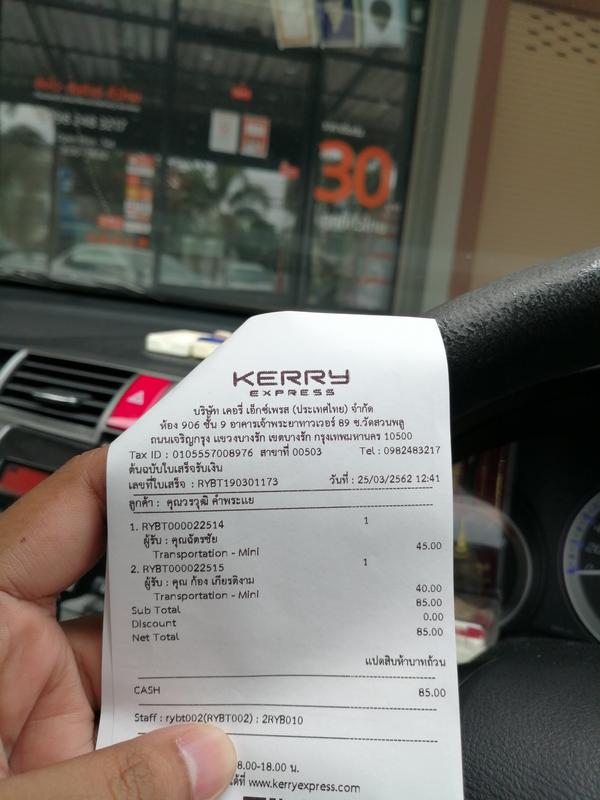 30
KERRY
EXPRESS
บริษัท เคอรี่ เอ็กซ์เพรส (ประเทศไทย) จำกัด
ห้อง 906 ชั้น 9 อาคารเจ้าพระยาทาวเวอร์ 89 ซ.วัดสวนพลู
ถนนเจริญกรุง แขวงบางรัก เขตบางรัก กรุงเทพมหานคร 10500
Tax ID : 0105557008976 สาขาที่ 00503 Tel : 0982483217
ต้นฉบับใบเสร็จรับเงิน
เลขที่ใบเสร็จ : RYBT190301173 วันที่ : 25/03/2562 12:41
ลูกค้า : คุณวรวุฒิ คำพระแย
1. RYBT000022514 1
ผู้รับ : คุณฉัตรชัย
Transportation - Mini 45.00
2. RYBT000022515 1
ผู้รับ : คุณ ก้อง เกียรติงาม
Transportation - Mini 40.00
Sub Total 85.00
Discount 0.00
Net Total 85.00
แปดสิบห้าบาทถ้วน
CASH 85.00
Staff : rybt002(RYBT002) : 2RYB010
8.00-18.00 น.
ได้ที่ www.kerryexpress.com